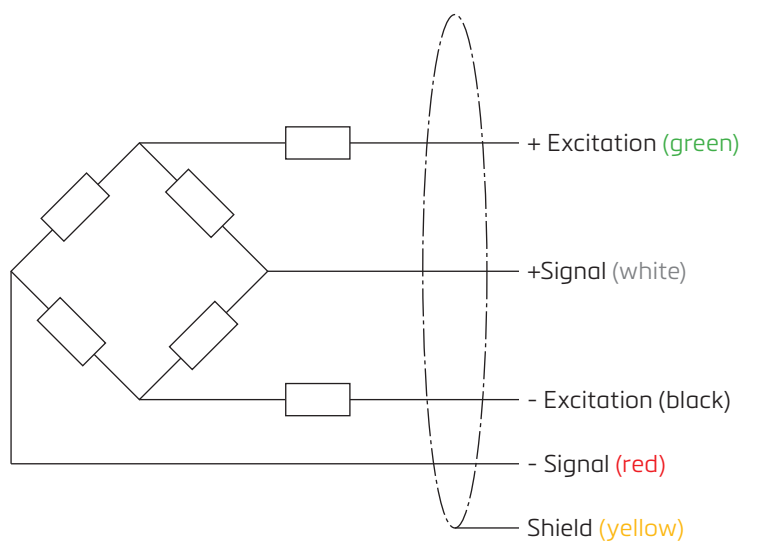 + Excitation (green)
+Signal (white)
- Excitation (black)
- Signal (red)
Shield (yellow)